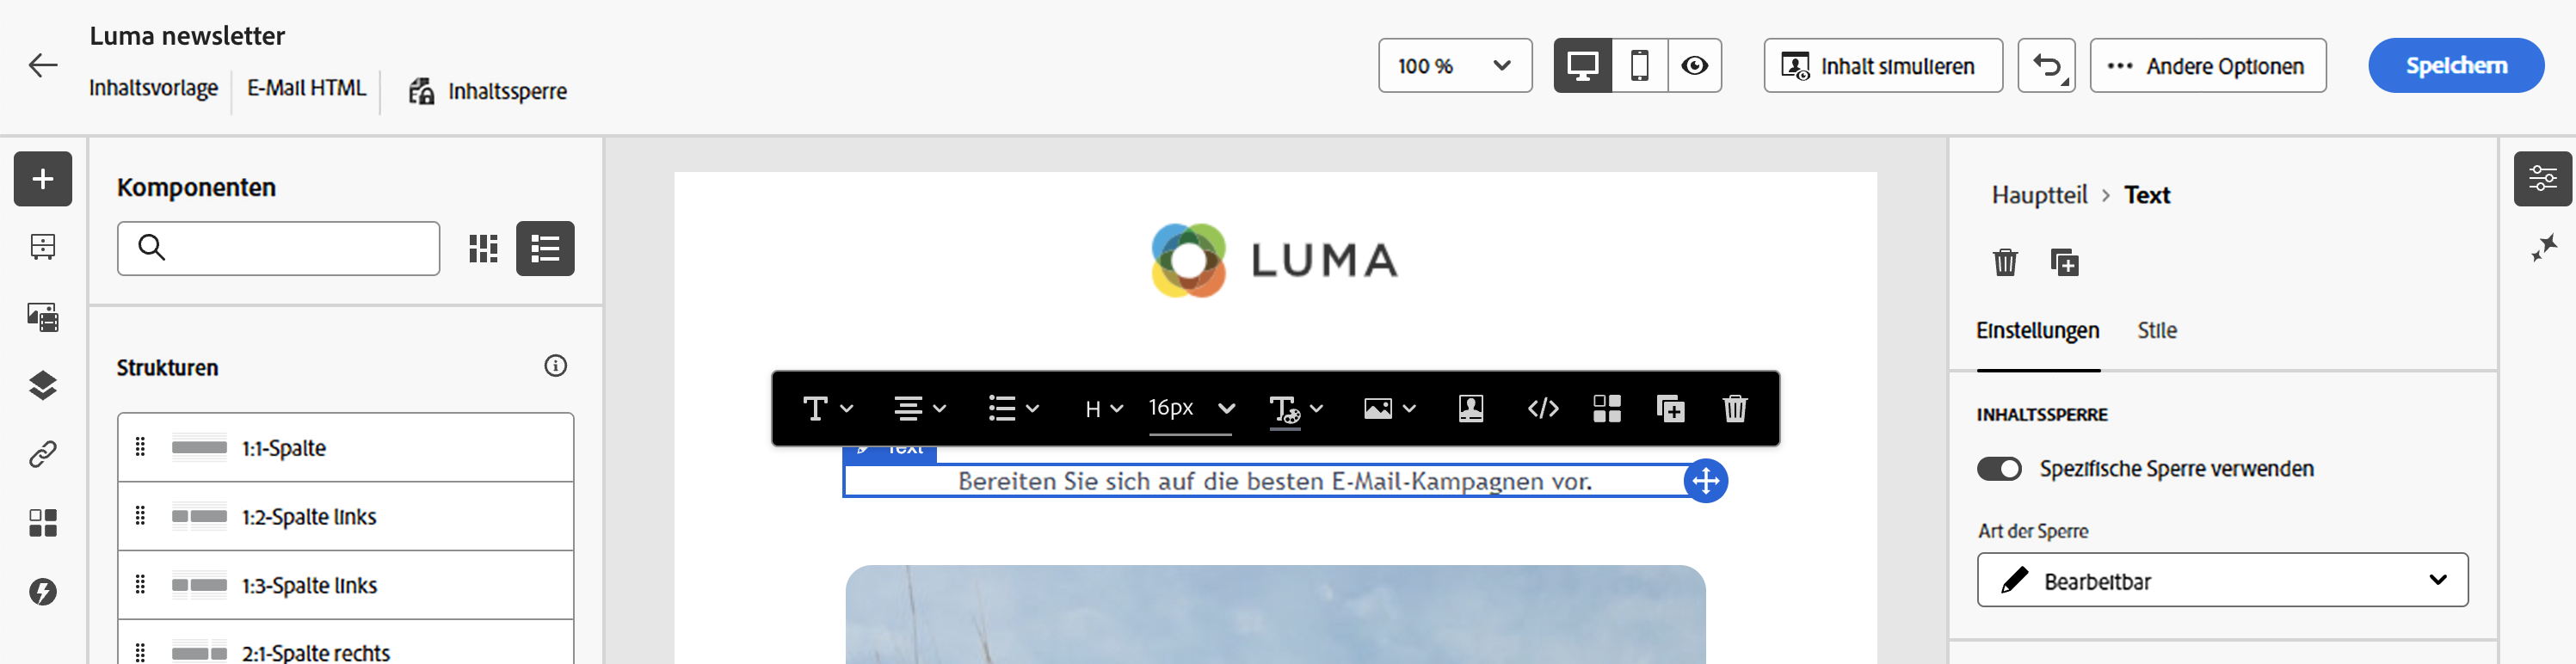 Luma newsletter
Inhaltsvorlage
E-Mail HTML
Inhaltssperre
100 %
Inhalt simulieren
Andere Optionen
Speichern
Komponenten
Strukturen
1:1-Spalte
1:2-Spalte links
1:3-Spalte links
2:1-Spalte rechts
LUMA
H
16px
Text
Bereiten Sie sich auf die besten E-Mail-Kampagnen vor.
Hauptteil > Text
Einstellungen
Stile
INHALTSSPERRE
Spezifische Sperre verwenden
Art der Sperre
Bearbeitbar